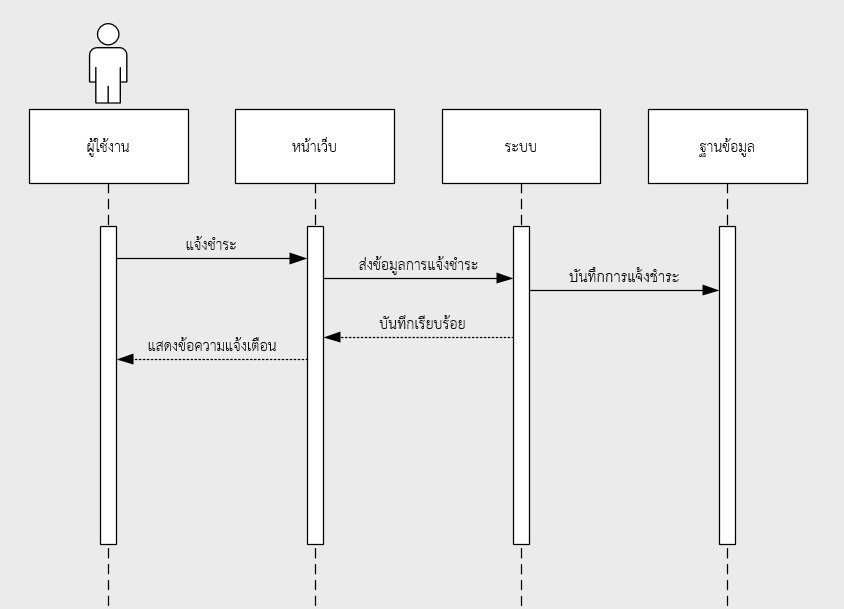 ผู้ใช้งาน
หน้าเว็บ
ระบบ
ฐานข้อมูล
แจ้งชำระ
ส่งข้อมูลการแจ้งชำระ
บันทึกการแจ้งชำระ
บันทึกเรียบร้อย
แสดงข้อความแจ้งเตือน